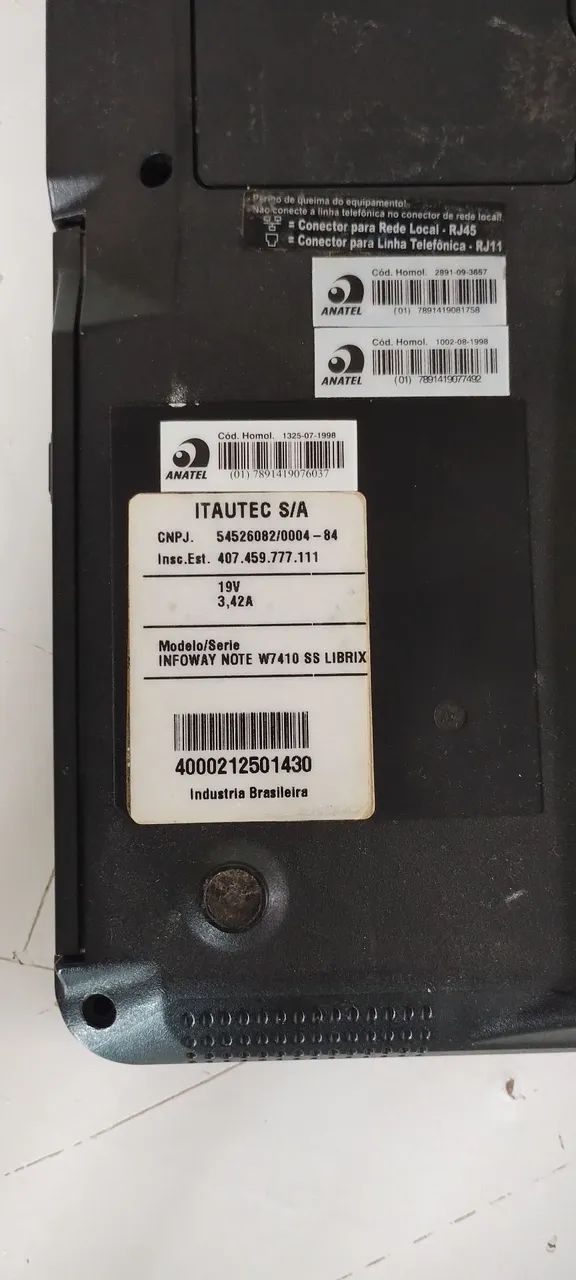 Perigo de queima do equipamento!
Não conecte a linha telefônica no conector de rede local!
= Conector para Rede Local - RJ45
= Conector para Linha Telefônica - RJ11
Cód. Homol. 2891-09-3657
ANATEL
(01) 7891419081758
Cód. Homol. 1002-08-1998
ANATEL
(01) 7891419077492
Cód. Homol. 1325-07-1998
ANATEL
(01) 7891419076037
ITAUTEC S/A
CNPJ. 54526082/0004-84
Insc.Est. 407.459.777.111
19V
3,42A
Modelo/Serie
INFOWAY NOTE W7410 SS LIBRIX
4000212501430
Industria Brasileira